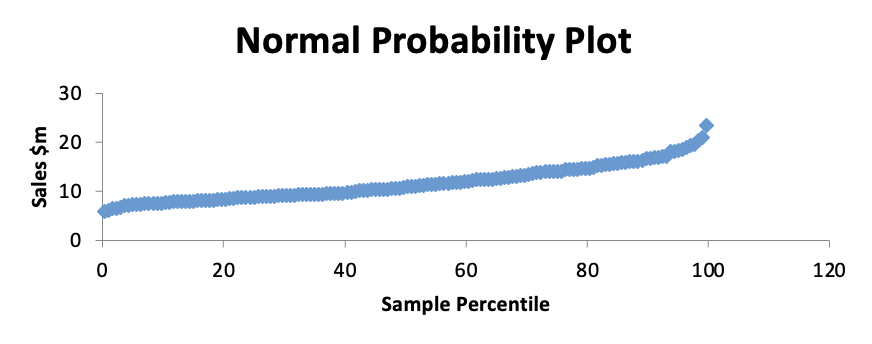 Normal Probability Plot
30
20
10
0
Sales $m
0 20 40 60 80 100 120
Sample Percentile